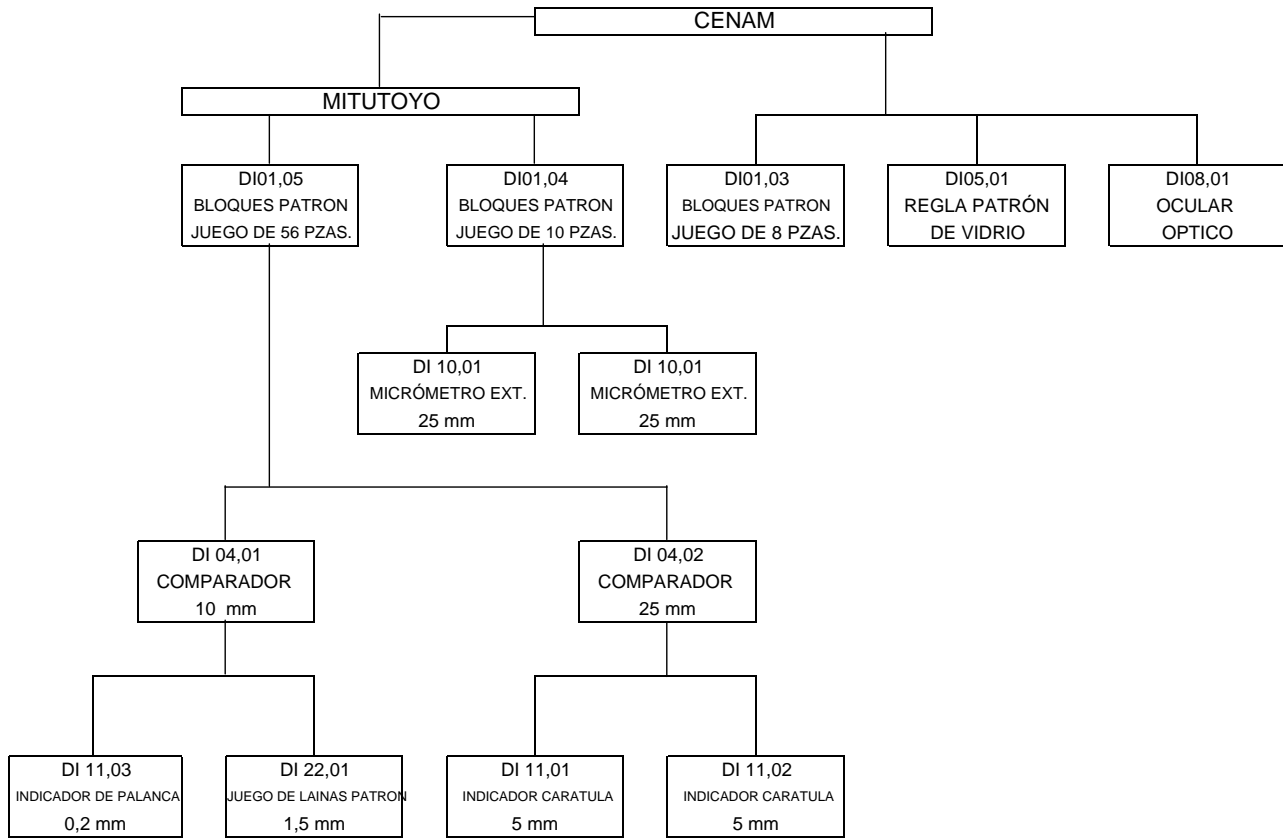 CENAM
MITUTOYO
DI01,05
BLOQUES PATRON
JUEGO DE 56 PZAS.
DI01,04
BLOQUES PATRON
JUEGO DE 10 PZAS.
DI01,03
BLOQUES PATRON
JUEGO DE 8 PZAS.
DI05,01
REGLA PATRÓN
DE VIDRIO
DI08,01
OCULAR
OPTICO
DI 10,01
MICRÓMETRO EXT.
25 mm
DI 10,01
MICRÓMETRO EXT.
25 mm
DI 04,01
COMPARADOR
10 mm
DI 04,02
COMPARADOR
25 mm
DI 11,03
INDICADOR DE PALANCA
0,2 mm
DI 22,01
JUEGO DE LAINAS PATRON
1,5 mm
DI 11,01
INDICADOR CARATULA
5 mm
DI 11,02
INDICADOR CARATULA
5 mm